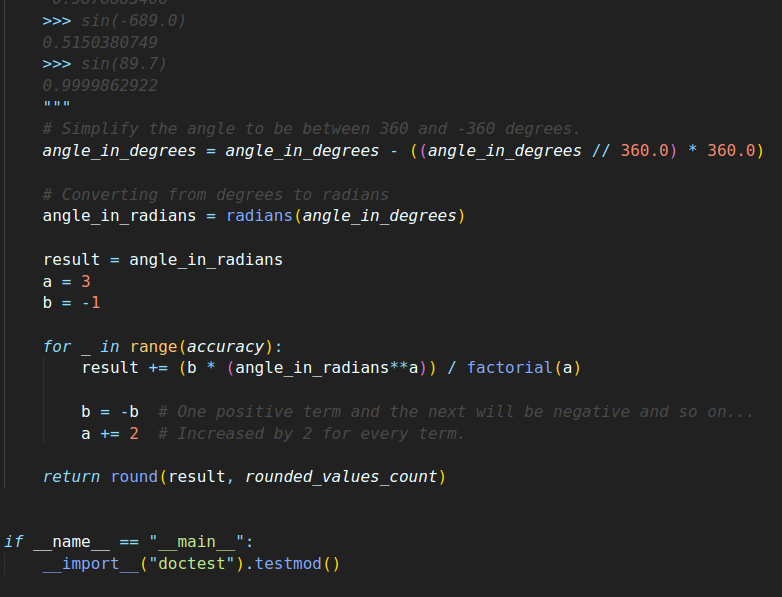 >>> sin(-689.0)
0.5150380749
>>> sin(89.7)
0.9999862922
"""
# Simplify the angle to be between 360 and -360 degrees.
angle_in_degrees = angle_in_degrees - ((angle_in_degrees // 360.0) * 360.0)
# Converting from degrees to radians
angle_in_radians = radians(angle_in_degrees)
result = angle_in_radians
a = 3
b = -1
for _ in range(accuracy):
result += (b * (angle_in_radians**a)) / factorial(a)
b = -b  # One positive term and the next will be negative and so on...
a += 2  # Increased by 2 for every term.
return round(result, rounded_values_count)
if __name__ == "__main__":
__import__("doctest").testmod()